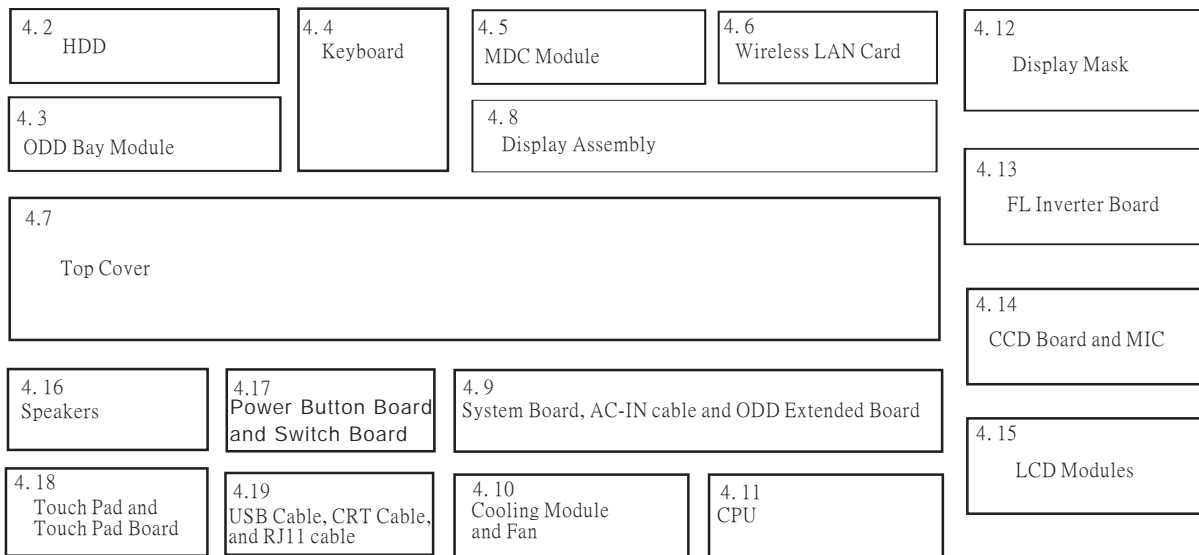 4.2
HDD
4.3
ODD Bay Module
4.4
Keyboard
4.5
MDC Module
4.6
Wireless LAN Card
4.8
Display Assembly
4.7
Top Cover
4.16
Speakers
4.17
Power Button Board
and Switch Board
4.9
System Board, AC-IN cable and ODD Extended Board
4.18
Touch Pad and
Touch Pad Board
4.19
USB Cable, CRT Cable,
and RJ11 cable
4.10
Cooling Module
and Fan
4.11
CPU
4.12
Display Mask
4.13
FL Inverter Board
4.14
CCD Board and MIC
4.15
LCD Modules